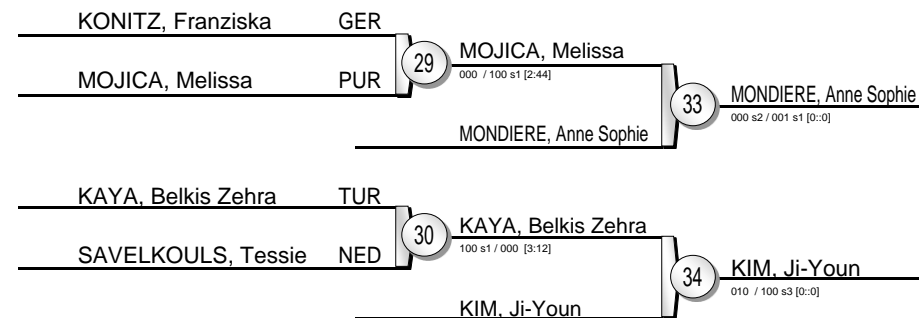 KONITZ, Franziska GER
MOJICA, Melissa PUR
29
MOJICA, Melissa
000 / 100 s1 [2:44]
MONDIERE, Anne Sophie
33
MONDIERE, Anne Sophie
000 s2 / 001 s1 [0::0]
KAYA, Belkis Zehra TUR
SAVELKOULS, Tessie NED
30
KAYA, Belkis Zehra
100 s1 / 000 [3:12]
KIM, Ji-Youn
34
KIM, Ji-Youn
010 / 100 s3 [0::0]